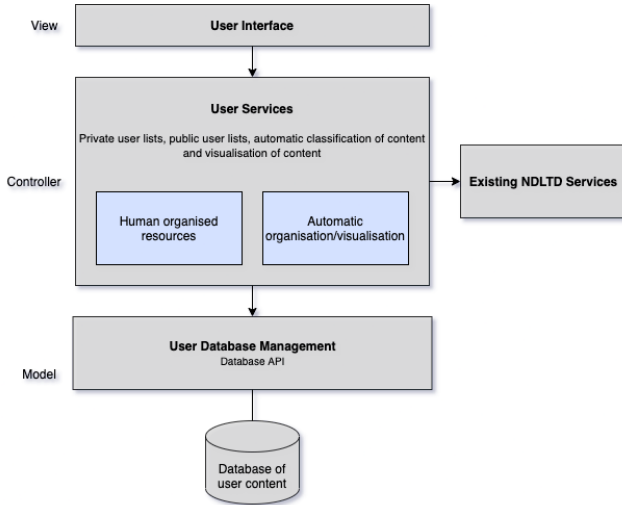 View
User Interface
User Services
Private user lists, public user lists, automatic classification of content
and visualisation of content
Controller
Human organised
resources
Automatic
organisation/visualisation
Existing NDLTD Services
User Database Management
Database API
Model
Database of
user content